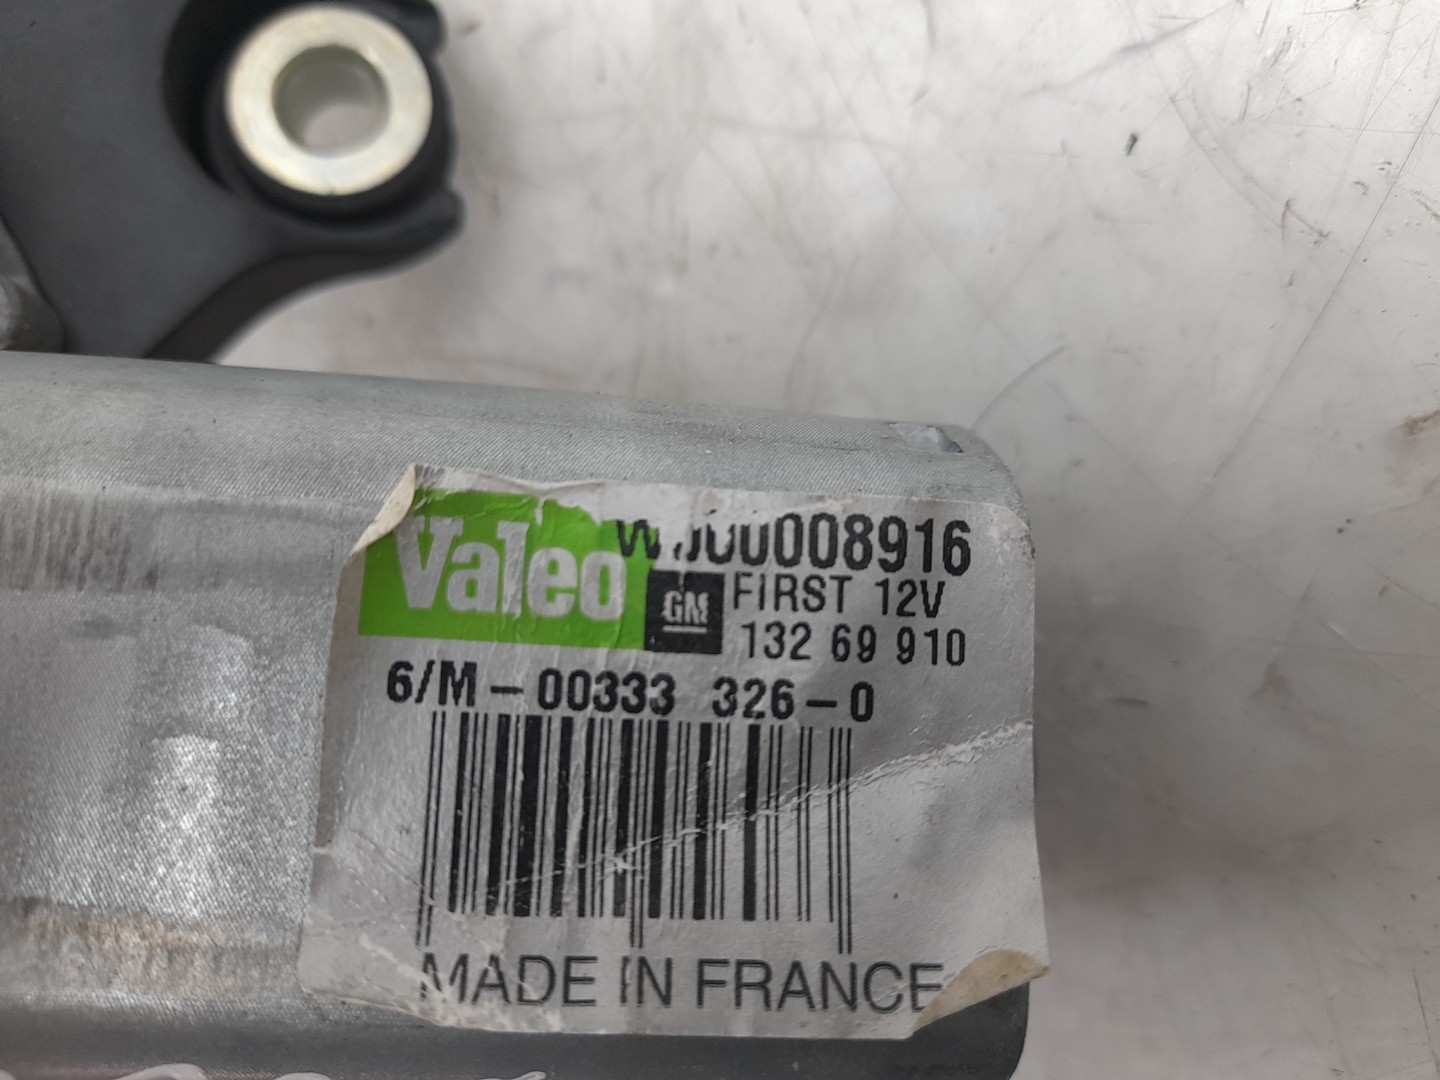 Valeo W000008916
GM FIRST 12V
132 69 910
6/M-00333 326-0
MADE IN FRANCE